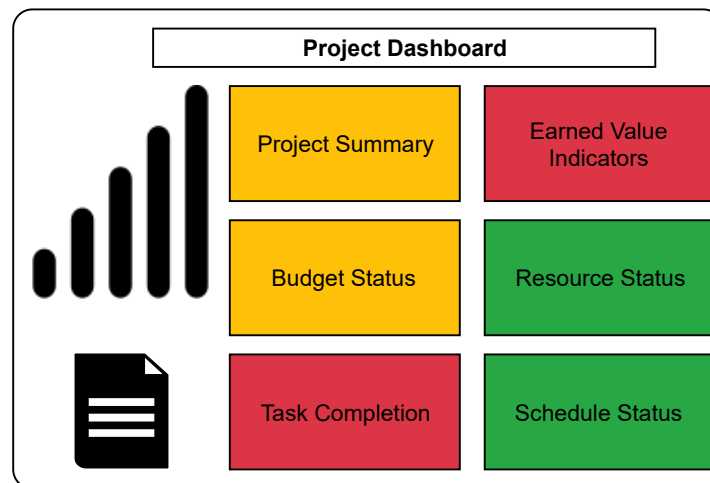 Project Dashboard
Project Summary
Earned Value
Indicators
Budget Status
Resource Status
Task Completion
Schedule Status